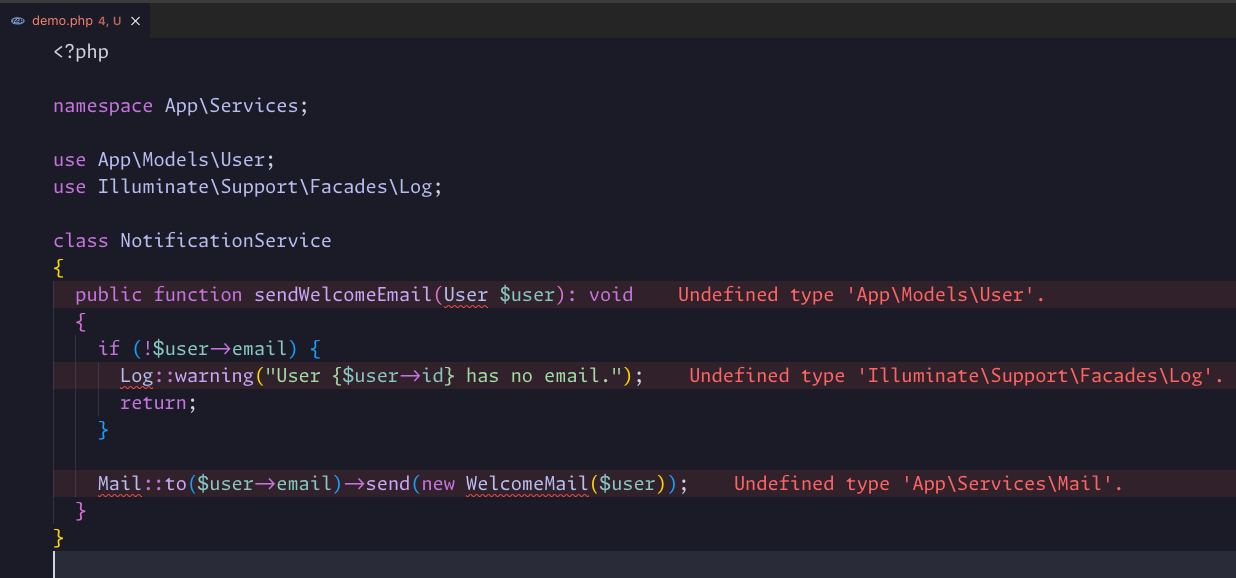 demo.php 4, U
<?php
namespace App\Services;
use App\Models\User;
use Illuminate\Support\Facades\Log;
class NotificationService
{
public function sendWelcomeEmail(User $user): void Undefined type 'App\Models\User'.
{
if (!$user->email) {
Log::warning("User {$user->id} has no email."); Undefined type 'Illuminate\Support\Facades\Log'.
return;
}
Mail::to($user->email)->send(new WelcomeMail($user)); Undefined type 'App\Services\Mail'.
}
}